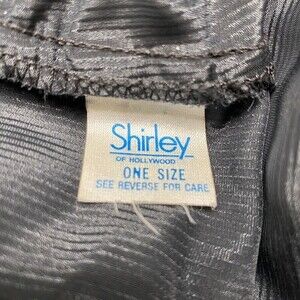 Shirley
OF HOLLYWOOD
ONE SIZE
SEE REVERSE FOR CARE